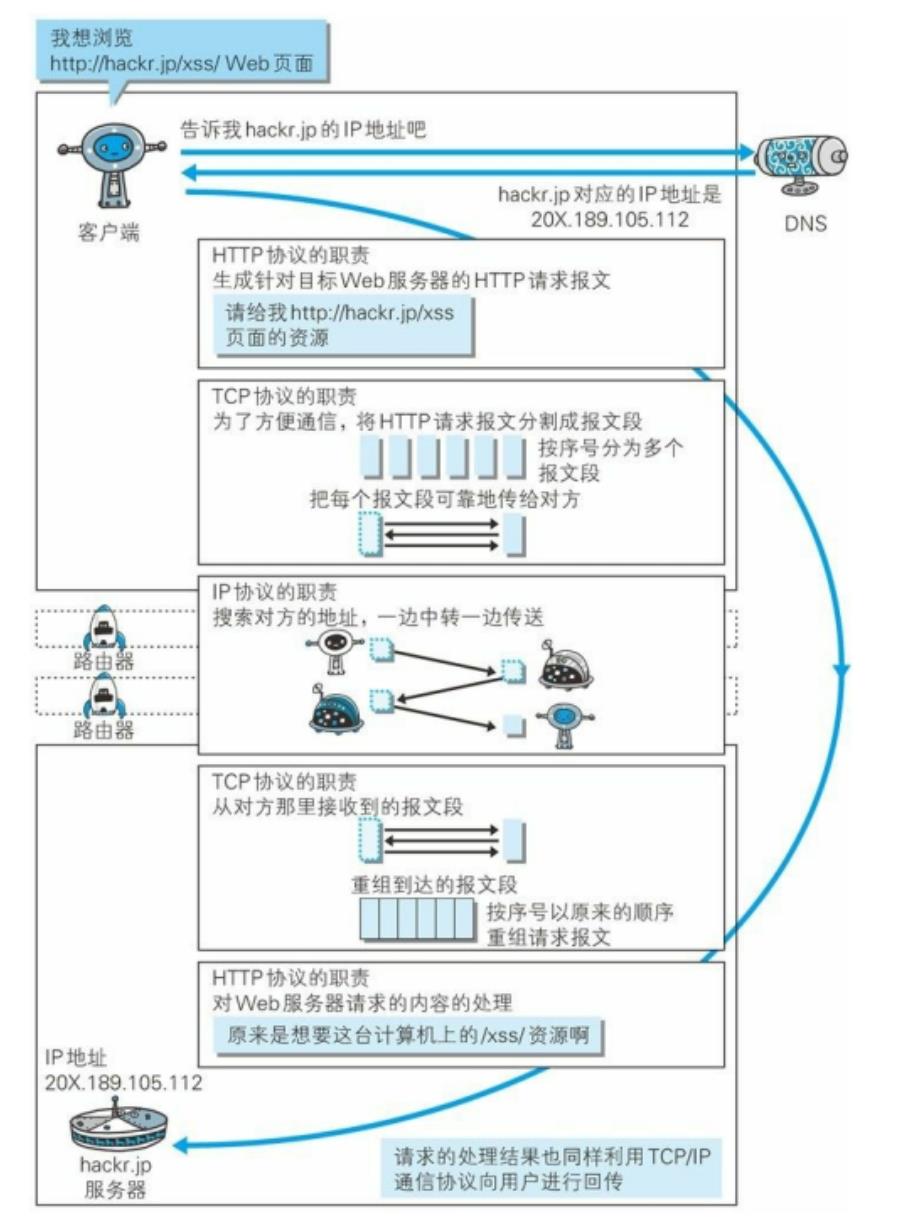 我想浏览
http://hackr.jp/xss/ Web页面
告诉我hackr.jp的IP地址吧
hackr.jp对应的IP地址是
20X.189.105.112
客户端
DNS
HTTP协议的职责
生成针对目标Web服务器的HTTP请求报文
请给我http://hackr.jp/xss
页面的资源
TCP协议的职责
为了方便通信，将HTTP请求报文分割成报文段
按序号分为多个
报文段
把每个报文段可靠地传给对方
IP协议的职责
搜索对方的地址，一边中转一边传送
路由器
路由器
TCP协议的职责
从对方那里接收到的报文段
重组到达的报文段
按序号以原来的顺序
重组请求报文
HTTP协议的职责
对Web服务器请求的内容的处理
原来是想要这台计算机上的/xss/资源啊
IP地址
20X.189.105.112
hackr.jp
服务器
请求的处理结果也同样利用TCP/IP
通信协议向用户进行回传